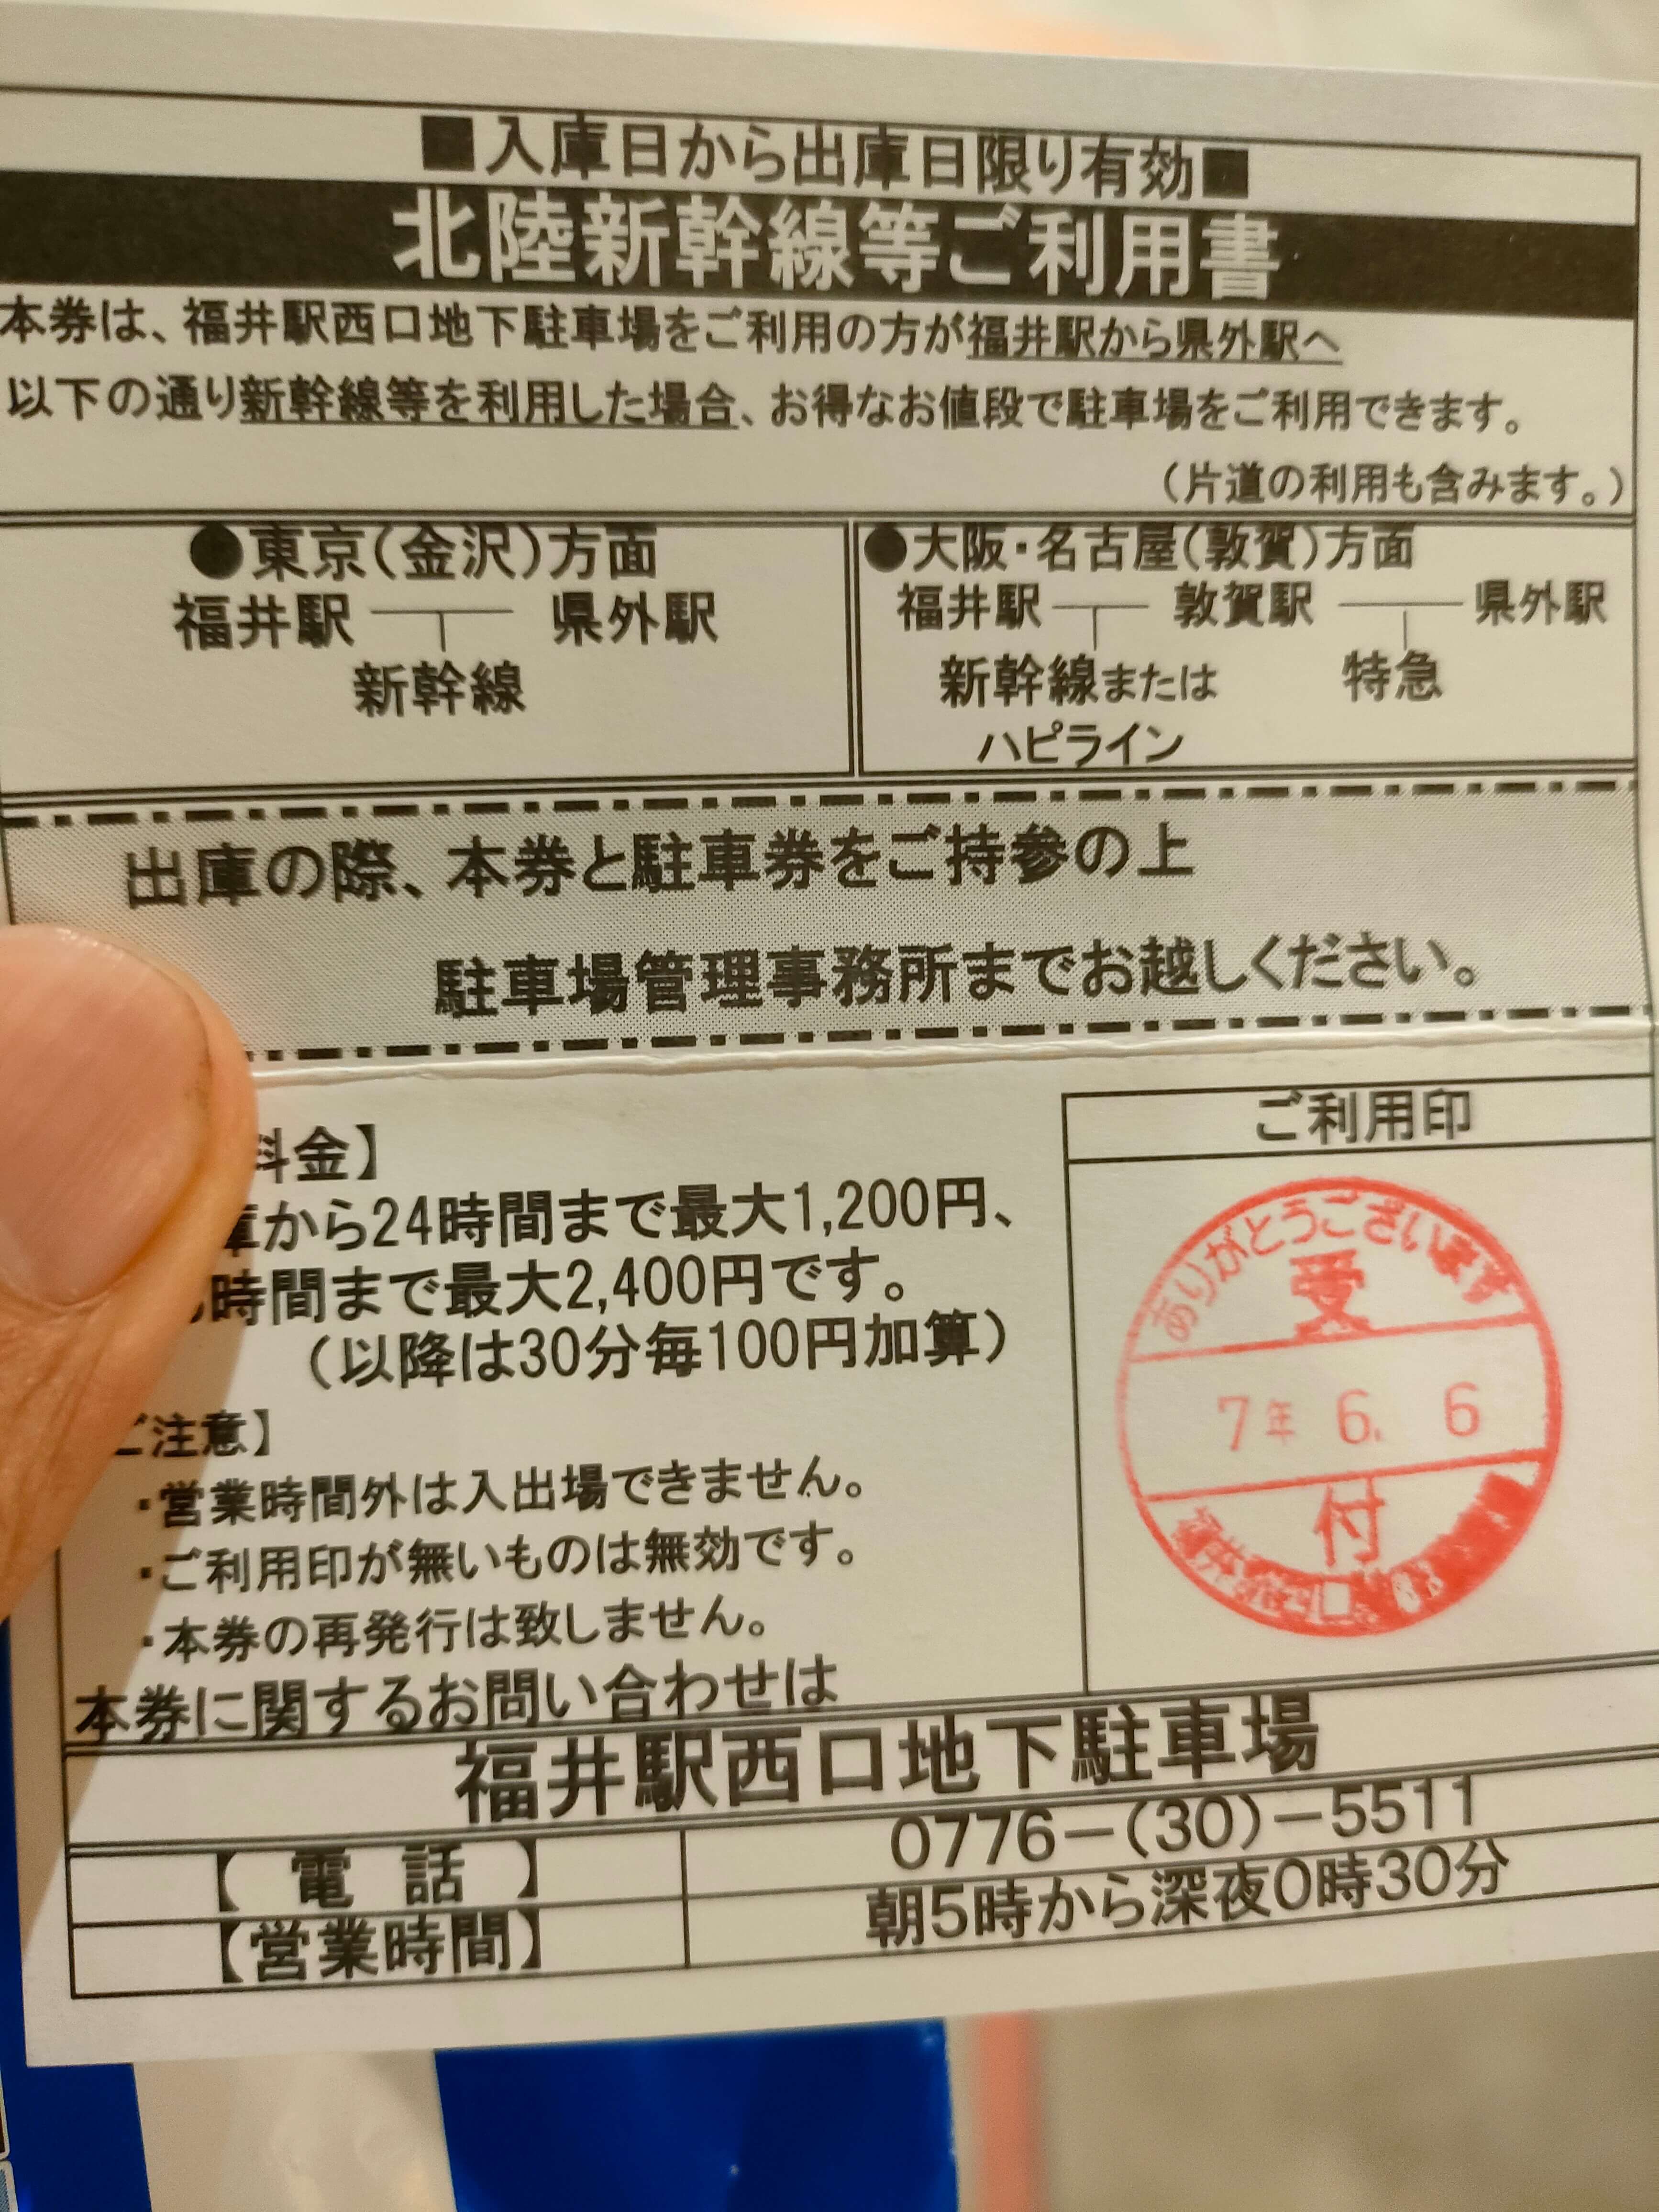 ■入庫日から出庫日限り有効■
北陸新幹線等ご利用書
本券は、福井駅西口地下駐車場をご利用の方が福井駅から県外駅へ
以下の通り新幹線等を利用した場合、お得なお値段で駐車場をご利用できます。
（片道の利用も含みます。）
●東京（金沢）方面
福井駅 県外駅
新幹線
●大阪・名古屋（敦賀）方面
福井駅 敦賀駅 県外駅
新幹線または 特急
ハピライン
出庫の際、本券と駐車券をご持参の上
駐車場管理事務所までお越しください。
料金】
庫から24時間まで最大1,200円、
時間まで最大2,400円です。
（以降は30分毎100円加算）
ご注意】
・営業時間外は入出場できません。
・ご利用印が無いものは無効です。
・本券の再発行は致しません。
ご利用印
ありがとうございます
受
7年 6. 6
付
本券に関するお問い合わせは
福井駅西口地下駐車場
【 電 話 】 0776－（30）－5511
【営業時間】 朝5時から深夜0時30分